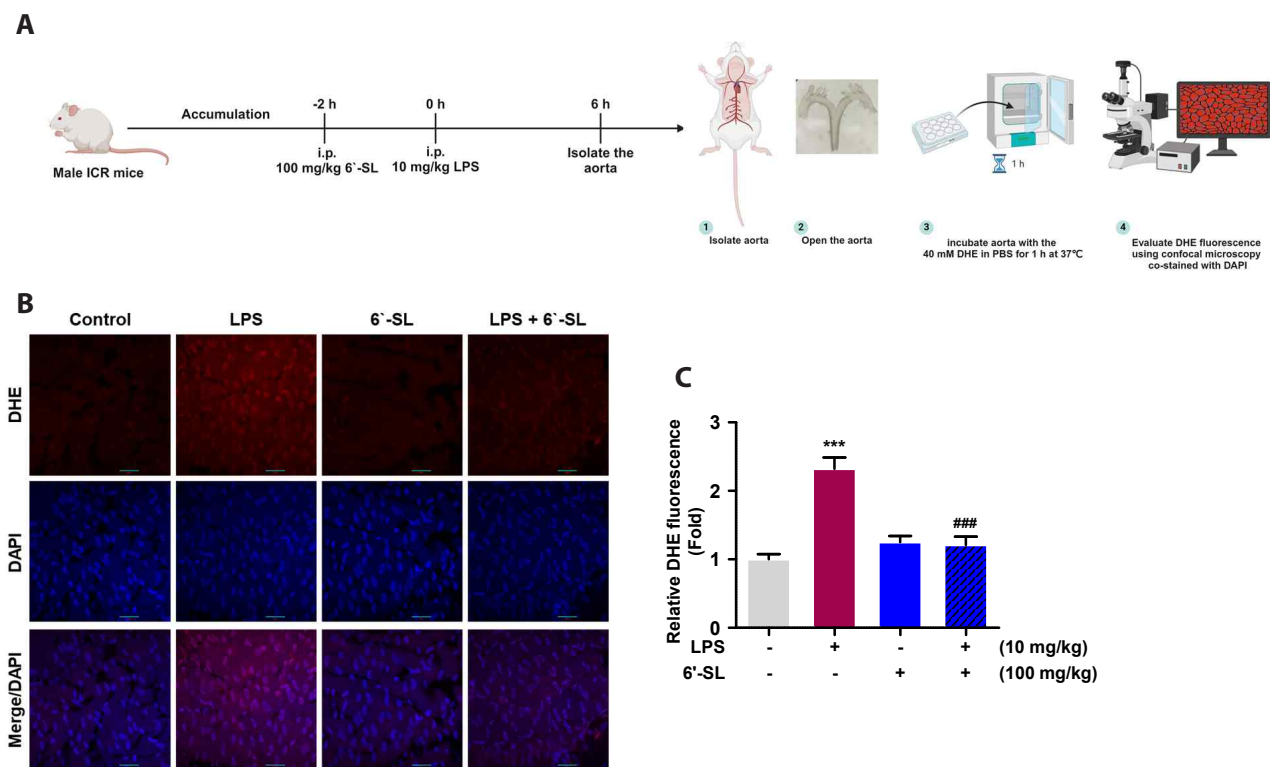 A
Accumulation
-2 h
0 h
6 h
Male ICR mice
i.p.
100 mg/kg 6`-SL
i.p.
10 mg/kg LPS
Isolate the
aorta
1 h
1
Isolate aorta
2
Open the aorta
3
incubate aorta with the
40 mM DHE in PBS for 1 h at 37℃
4
Evaluate DHE fluorescence
using confocal microscopy
co-stained with DAPI
B
Control
LPS
6`-SL
LPS + 6`-SL
DHE
DAPI
Merge/DAPI
C
Relative DHE fluorescence
(Fold)
3
2
1
0
***
###
LPS - + - + (10 mg/kg)
6'-SL - - + + (100 mg/kg)